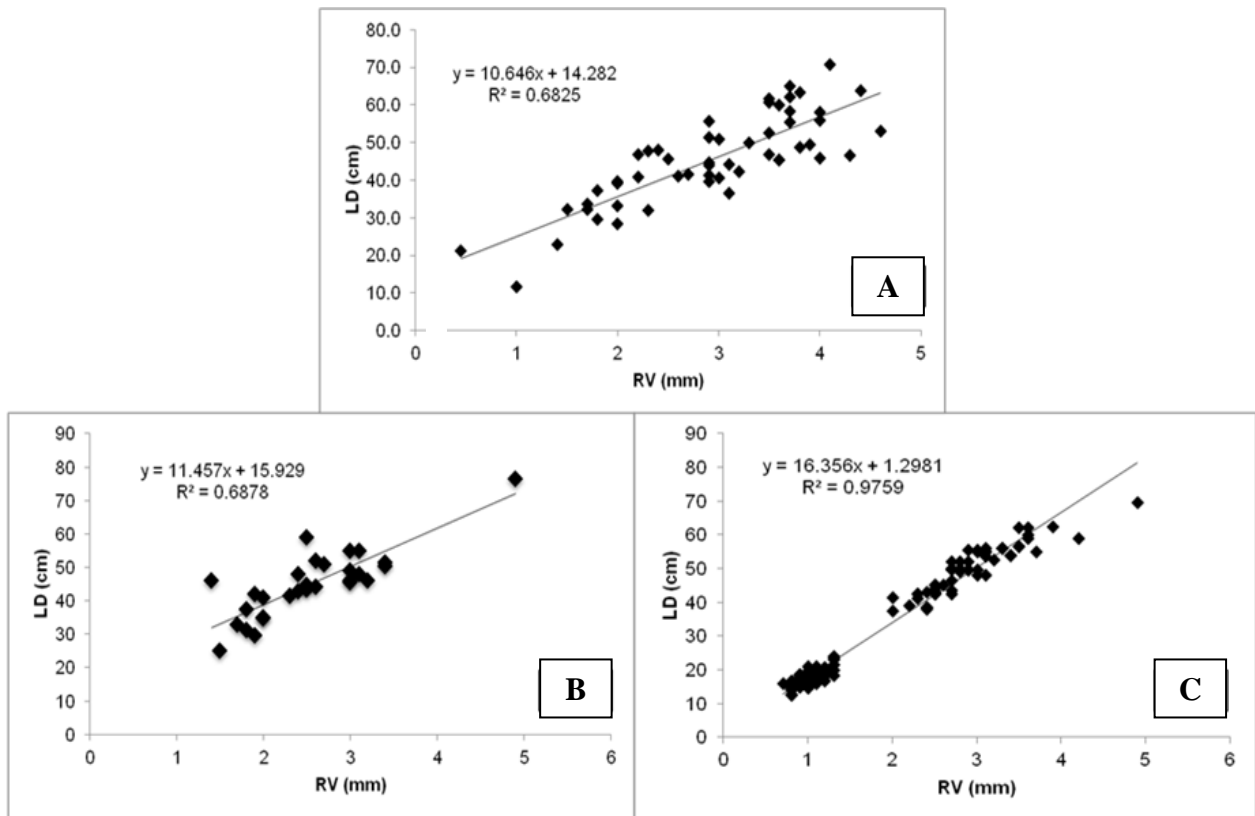 80.0
70.0
60.0
50.0
40.0
30.0
20.0
10.0
0.0
LD (cm)
y = 10.646x + 14.282
R² = 0.6825
A
0 1 2 3 4 5
RV (mm)
90
80
70
60
50
40
30
20
10
0
LD (cm)
y = 11.457x + 15.929
R² = 0.6878
B
0 1 2 3 4 5 6
RV (mm)
90
80
70
60
50
40
30
20
10
0
LD (cm)
y = 16.356x + 1.2981
R² = 0.9759
C
0 1 2 3 4 5 6
RV (mm)